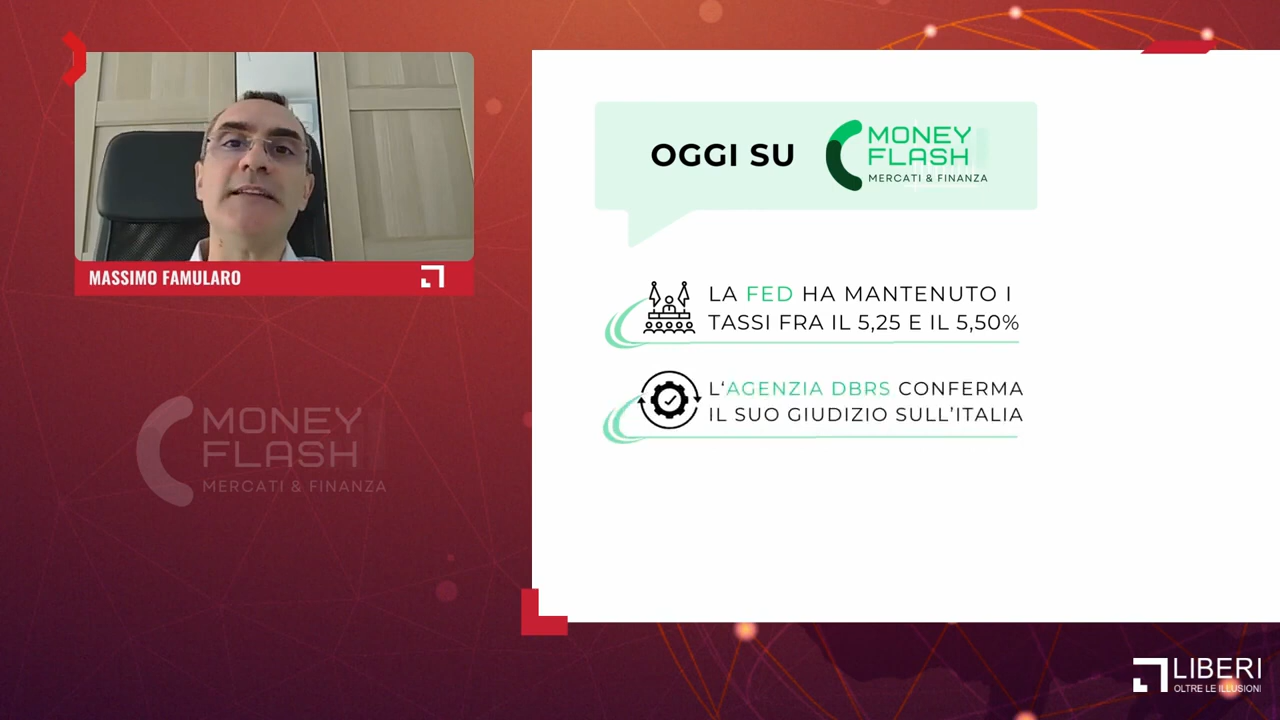 MASSIMO FAMULARO
MONEY
FLASH
MERCATI & FINANZA
OGGI SU
MONEY
FLASH
MERCATI & FINANZA
LA FED HA MANTENUTO I
TASSI FRA IL 5,25 E IL 5,50%
L‘AGENZIA DBRS CONFERMA
IL SUO GIUDIZIO SULL’ITALIA
LIBERI
OLTRE LE ILLUSIONI